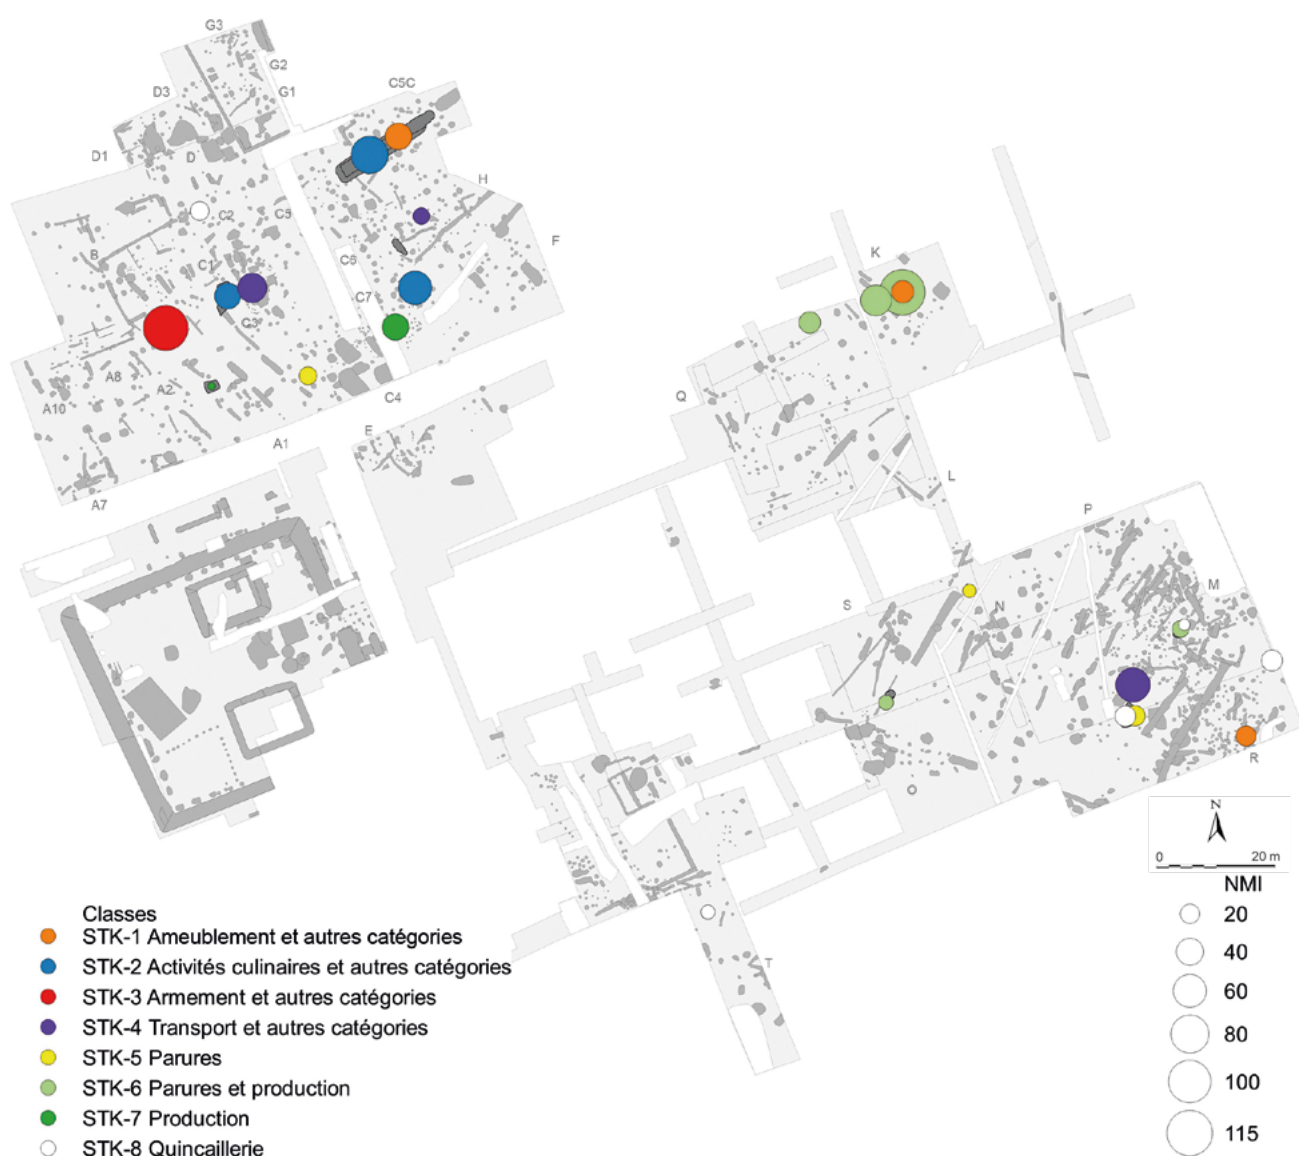 G3
G2
D3
G1
C5C
D1
D
H
C2
C5
F
B
C1
C6
K
C7
C3
A8
A2
A10
C4
Q
E
A1
L
A7
P
S
N
M
O
R
T
N
0 20 m
NMI
20
40
60
80
100
115
Classes
STK-1 Ameublement et autres catégories
STK-2 Activités culinaires et autres catégories
STK-3 Armement et autres catégories
STK-4 Transport et autres catégories
STK-5 Parures
STK-6 Parures et production
STK-7 Production
STK-8 Quincaillerie